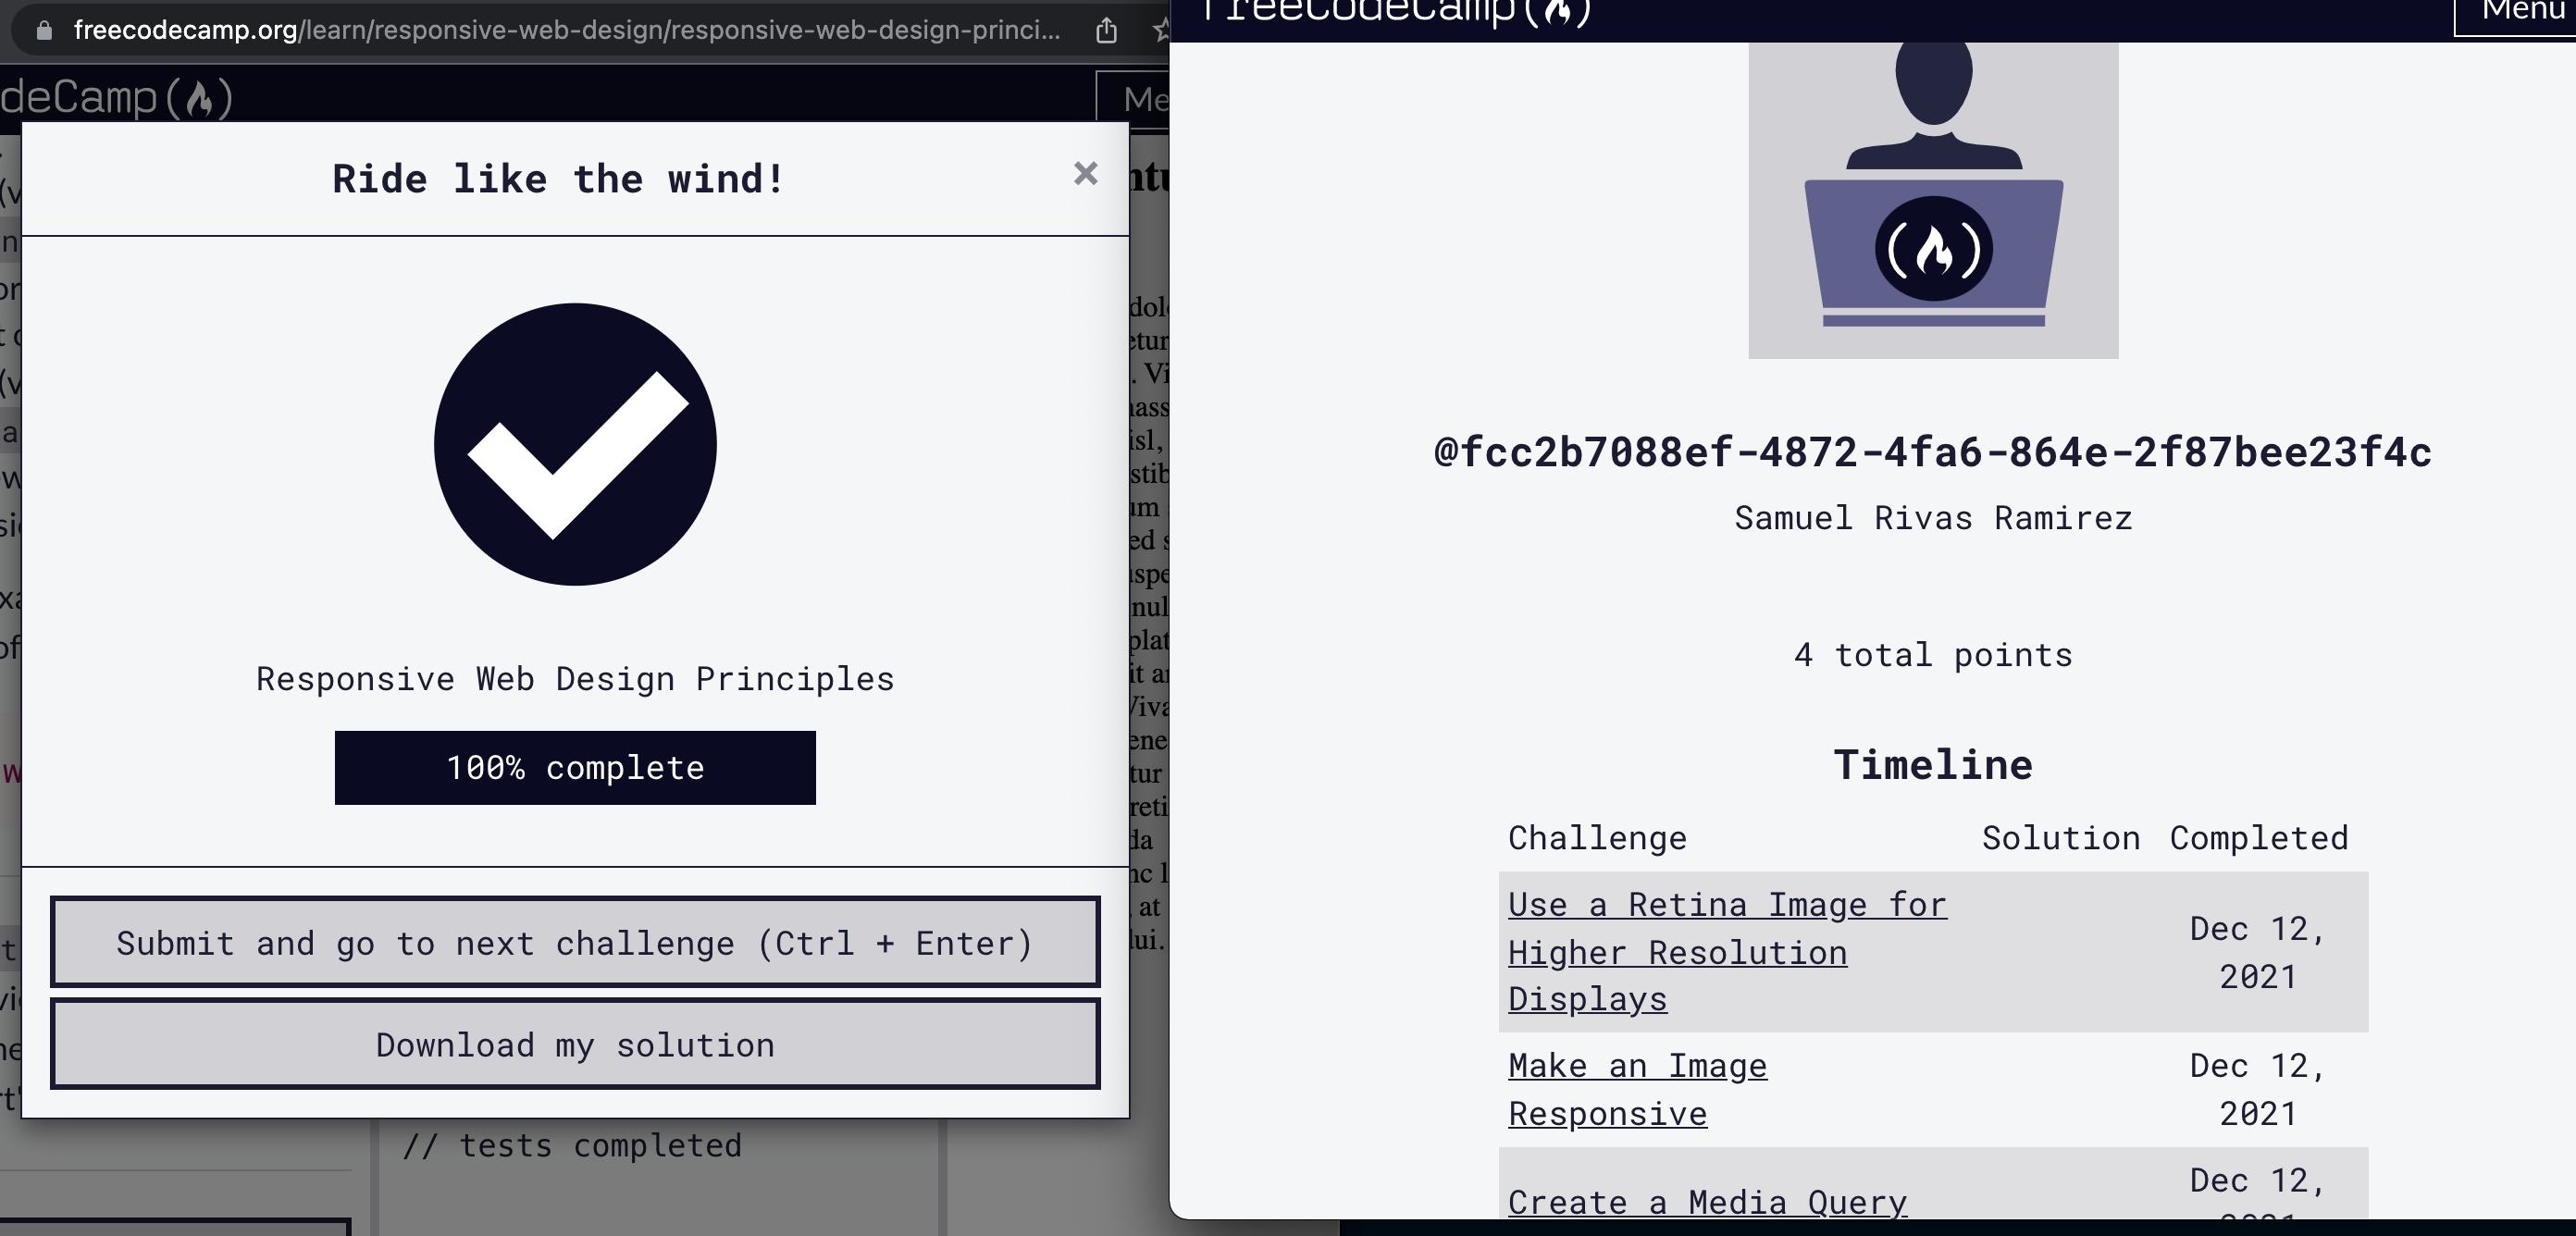 freecodecamp.org/learn/responsive-web-design/responsive-web-design-princi...
deCamp(
Me
Ride like the wind!
×
Responsive Web Design Principles
100% complete
Submit and go to next challenge (Ctrl + Enter)
Download my solution
// tests completed
freeCodeCamp(
Menu
@fcc2b7088ef-4872-4fa6-864e-2f87bee23f4c
Samuel Rivas Ramirez
4 total points
Timeline
Challenge Solution Completed
Use a Retina Image for
Higher Resolution
Displays
Dec 12,
2021
Make an Image
Responsive
Dec 12,
2021
Create a Media Query
Dec 12,